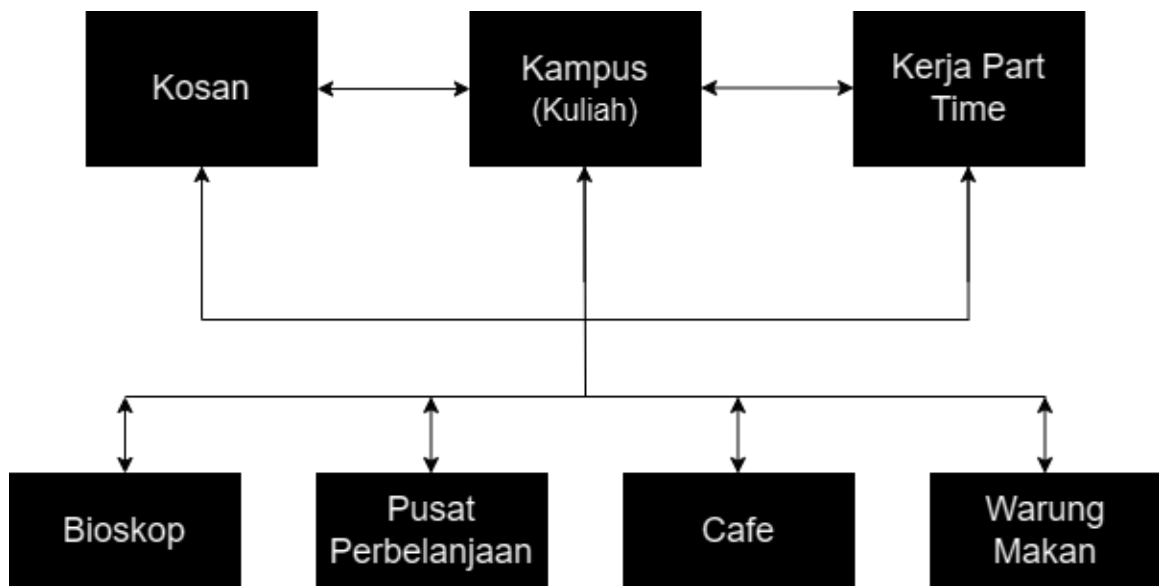 Kosan
Kampus
(Kuliah)
Kerja Part
Time
Bioskop
Pusat
Perbelanjaan
Cafe
Warung
Makan